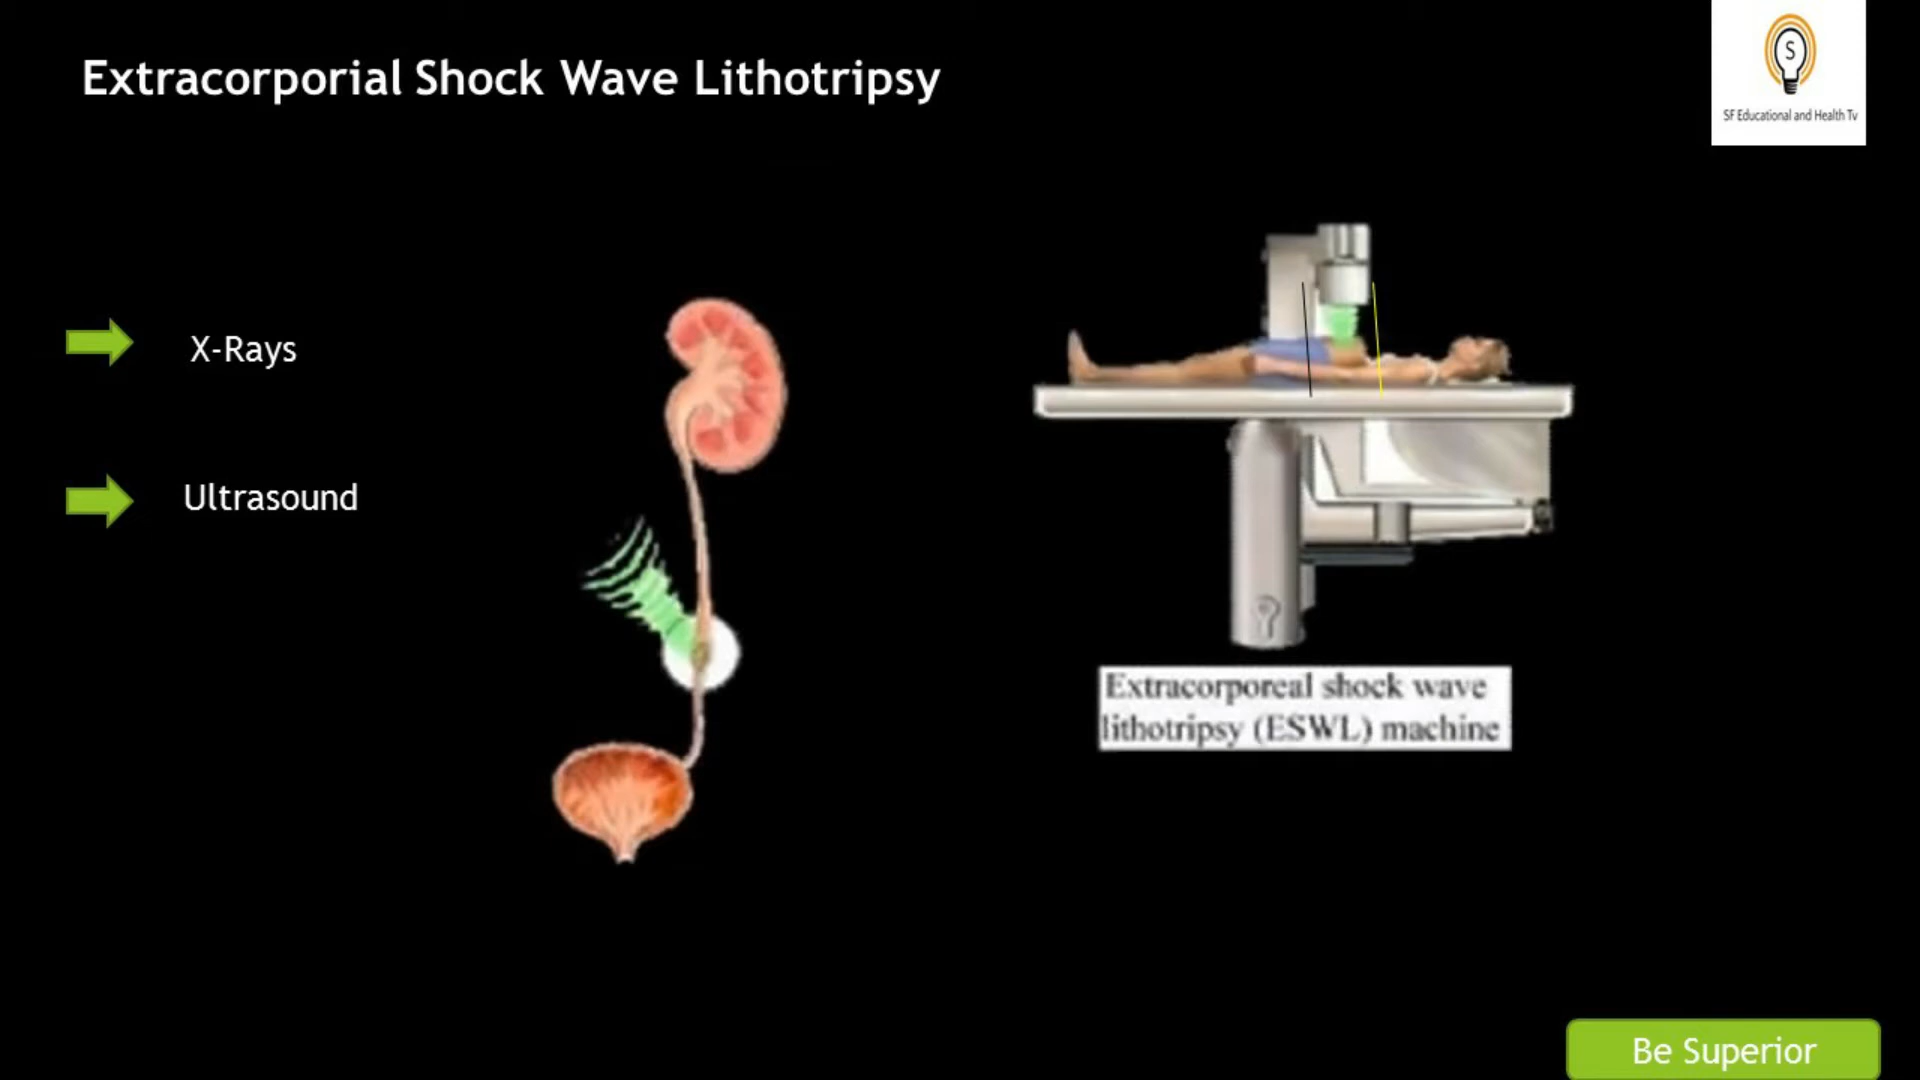 Extracorporial Shock Wave Lithotripsy
S
SF Educational and Health Tv
X-Rays
Ultrasound
Extracorporeal shock wave
lithotripsy (ESWL) machine
Be Superior